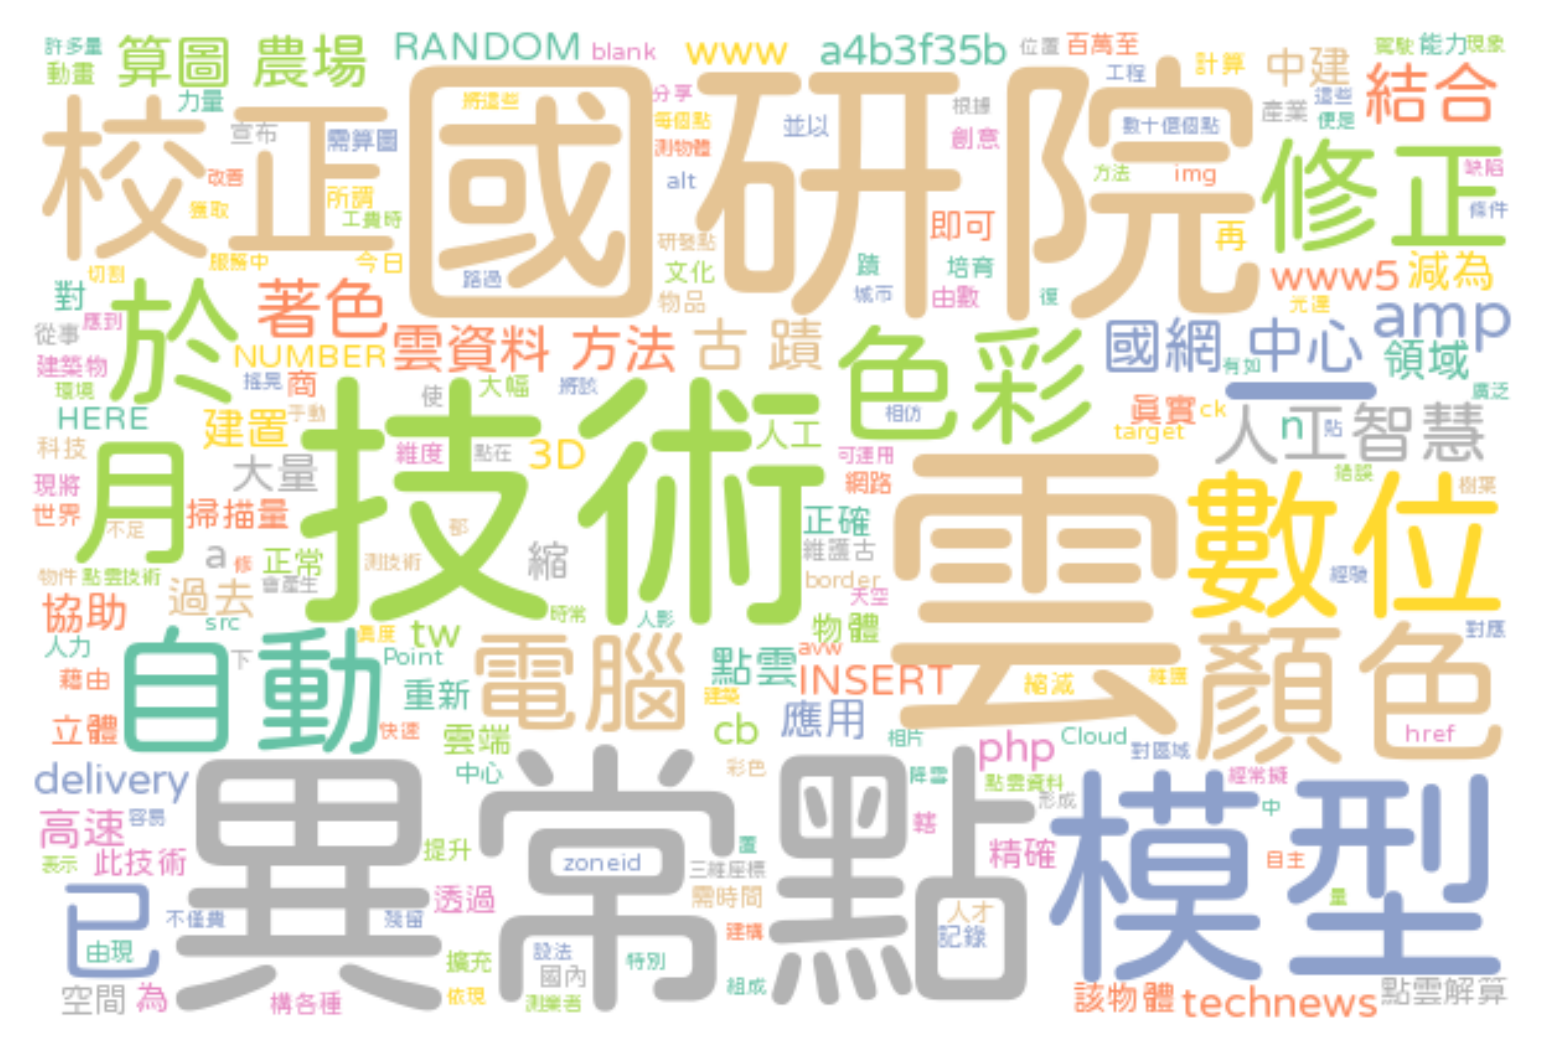 許多量
動畫
算圖 農場
RANDOM
blank
www
a4b3f35b
位置
百萬至
駕駛
能力
現象
工程
計算
中建
結合
力量
將這些
分享
每個點
測物體
根據
創意
並以
產業
這些
便是
數十億個點
校正
國研院
宣布
需算圖
改善
獲取
所謂
工費時
服務中
今日
alt
方法
img
即可
再
修正
缺陷
條件
研發點
文化
物品
蹟
城市
培育
由數
復
路過
切割
對
應到
從事
建築物
環境
於
著色
www5
減為
光達
amp
NUMBER
雲資料 方法
古 蹟
色彩
國網 中心
領域
有如
廣泛
HERE
搖晃
商
使
大幅
將該
相仿
一
人工智慧
眞實
ck
target
n
貼
建置
手動
科技
月
大量
維度
點在
3D
人工
可運用
網路
技術
雲
數位
錯誤
樹葉
現將
世界
不足
掃描量
正確
維護古
a
修
正常
會產生
測技術
都
縮
border
天空
經驗
物件
點雲技術
過去
協助
src
時常
人影
物體
人力
下
眞度
tw
電腦
點雲
avw
INSERT
縮減
維護
顏色
對應
藉由
自動
Point
重新
建築
立體
快速
雲端
cb
應用
相片
php
Cloud
對區域
href
delivery
中心
彩色
降雪
點雲資料
經常擬
形成
中
高速
容易
異常點
模型
表示
此技術
提升
zoneid
置
三維座標
轄
精確
自主
已
不僅費
殘留
透過
需時間
人才
記錄
量
由現
建構
擴充
設法
國內
特別
空間
為
構各種
依現
測業者
組成
該物體
technews
點雲解算